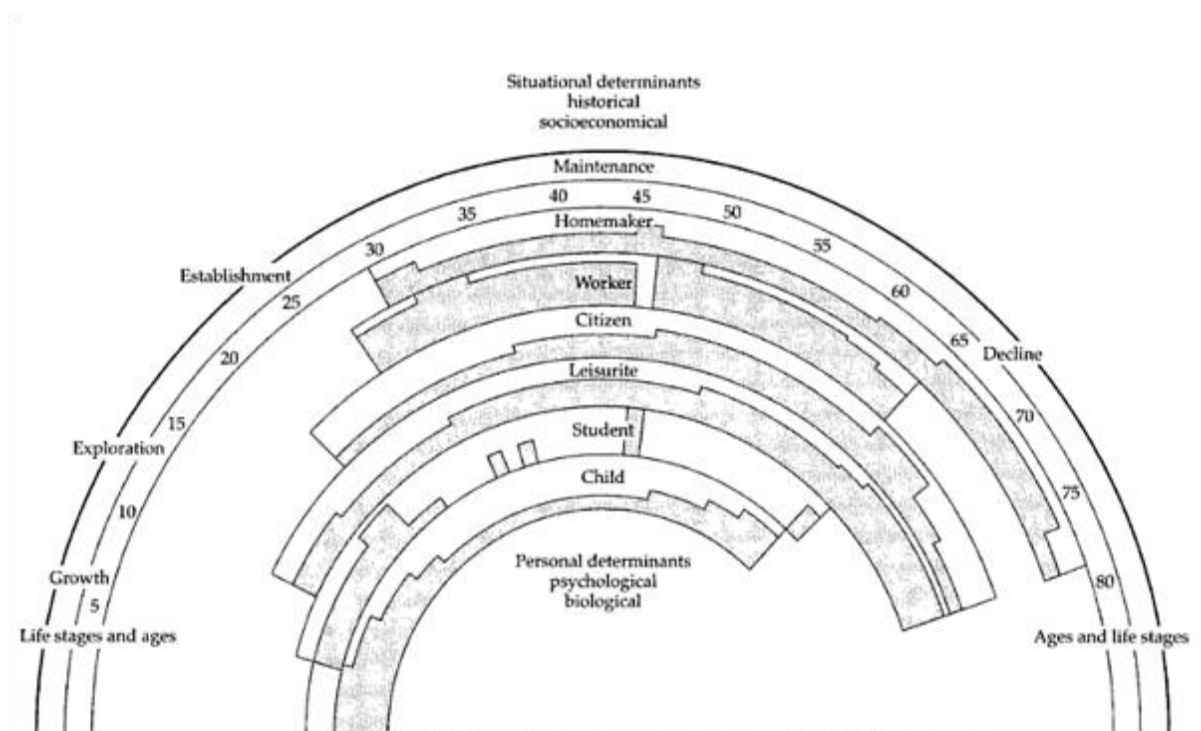 Situational determinants
historical
socioeconomical
Maintenance
40
45
35
50
Homemaker
55
30
Establishment
25
Worker
60
Citizen
65
20
Decline
Leisurite
70
15
Student
Exploration
Child
75
10
Personal determinants
psychological
biological
Growth
80
5
Life stages and ages
Ages and life stages